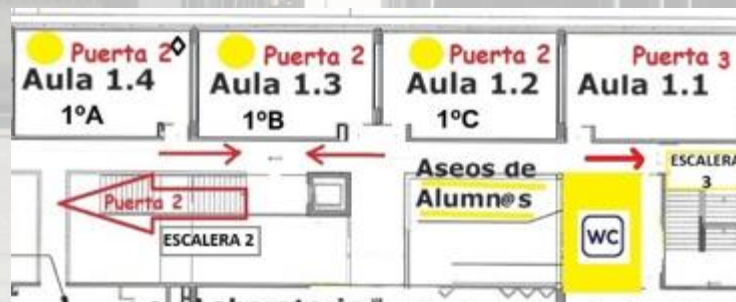 Puerta 2
Aula 1.4
1ºA
Puerta 2
Aula 1.3
1ºB
Puerta 2
Aula 1.2
1ºC
Puerta 3
Aula 1.1
Aseos de
Alumn@s
ESCALERA
3
Puerta 2
ESCALERA 2
WC